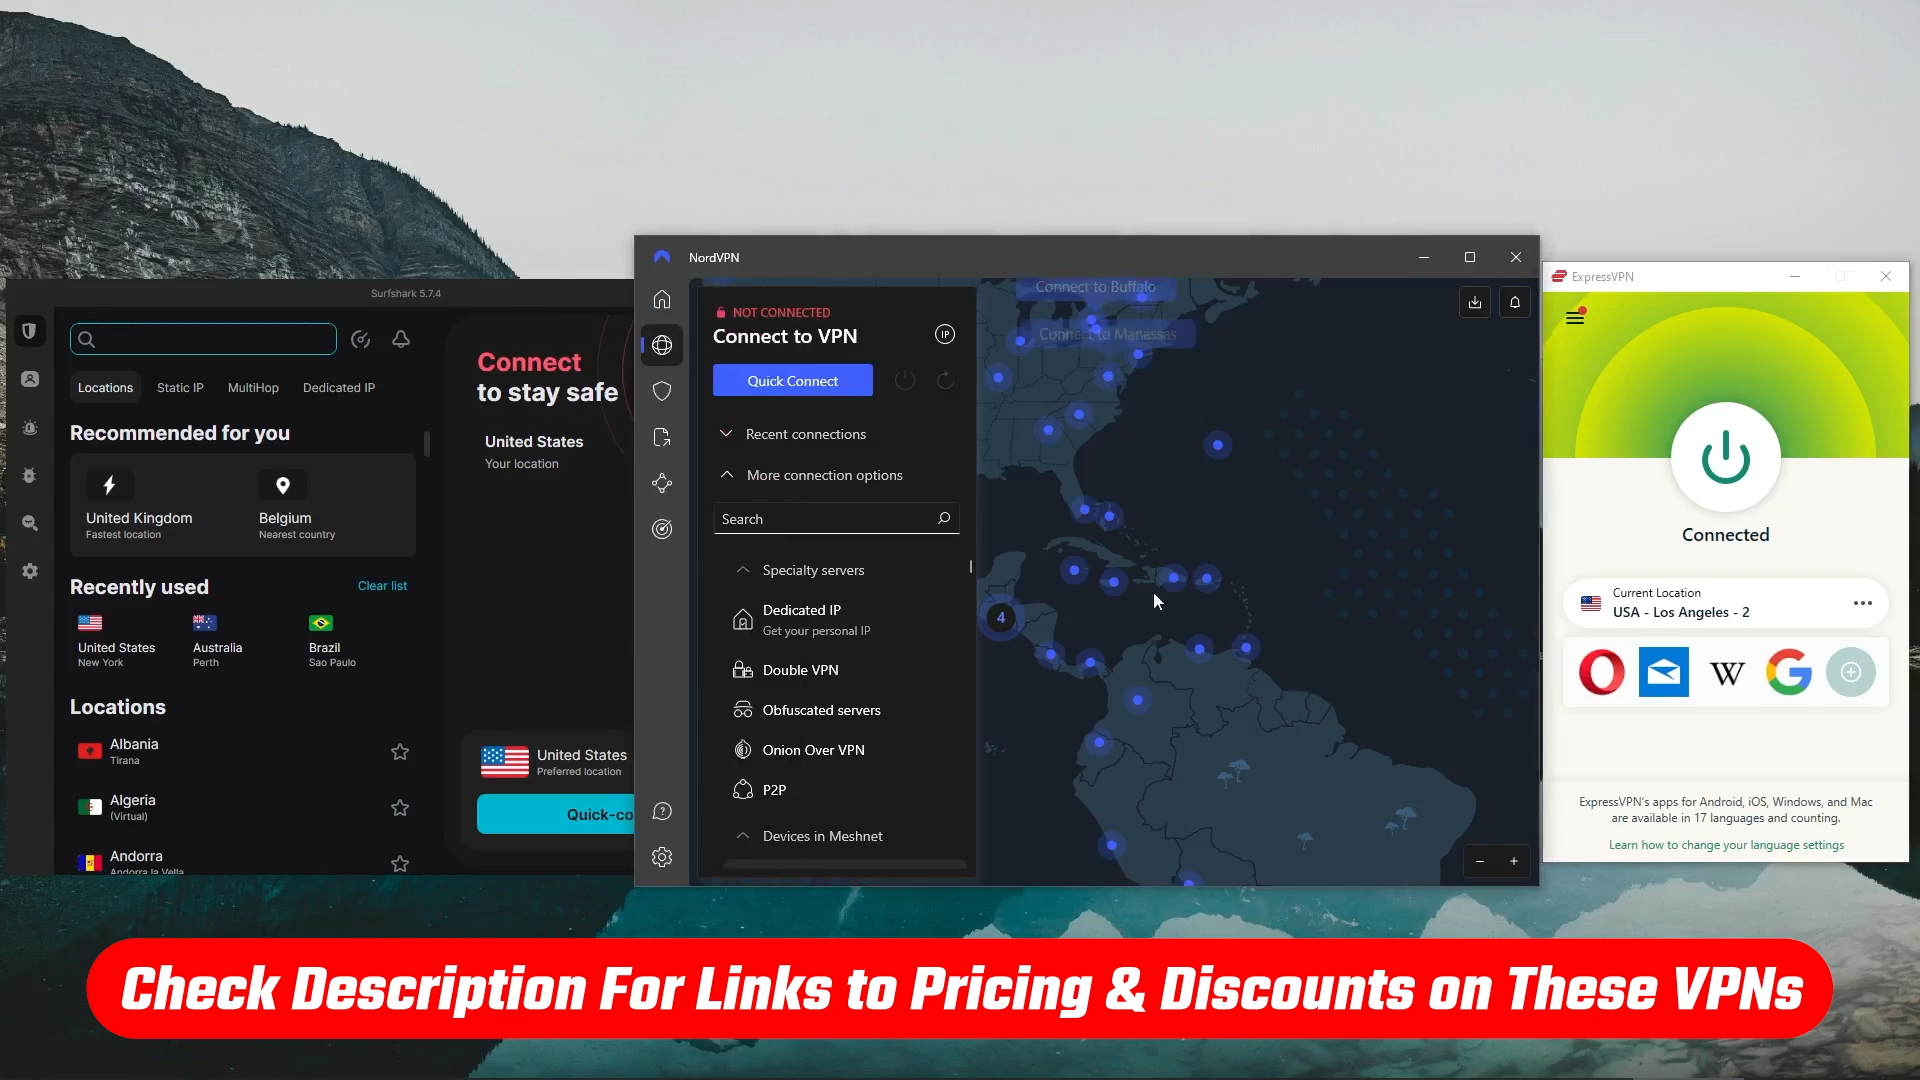 Surfshark 5.7.4
Locations
Static IP
MultiHop
Dedicated IP
Recommended for you
United Kingdom
Fastest location
Belgium
Nearest country
Recently used
Clear list
United States
New York
Australia
Perth
Brazil
Sao Paulo
Locations
Albania
Tirana
Algeria
(Virtual)
Andorra
Andorra la Vella
Connect
to stay safe
United States
Your location
United States
Preferred location
Quick-co
NordVPN
NOT CONNECTED
Connect to VPN
IP
Quick Connect
Recent connections
More connection options
Search
Specialty servers
Dedicated IP
Get your personal IP
Double VPN
Obfuscated servers
Onion Over VPN
P2P
Devices in Meshnet
Connect to Buffalo
Connect to Manassas
4
ExpressVPN
Connected
Current Location
USA - Los Angeles - 2
W
G
ExpressVPN's apps for Android, iOS, Windows, and Mac
are available in 17 languages and counting.
Learn how to change your language settings
Check Description For Links to Pricing & Discounts on These VPNs